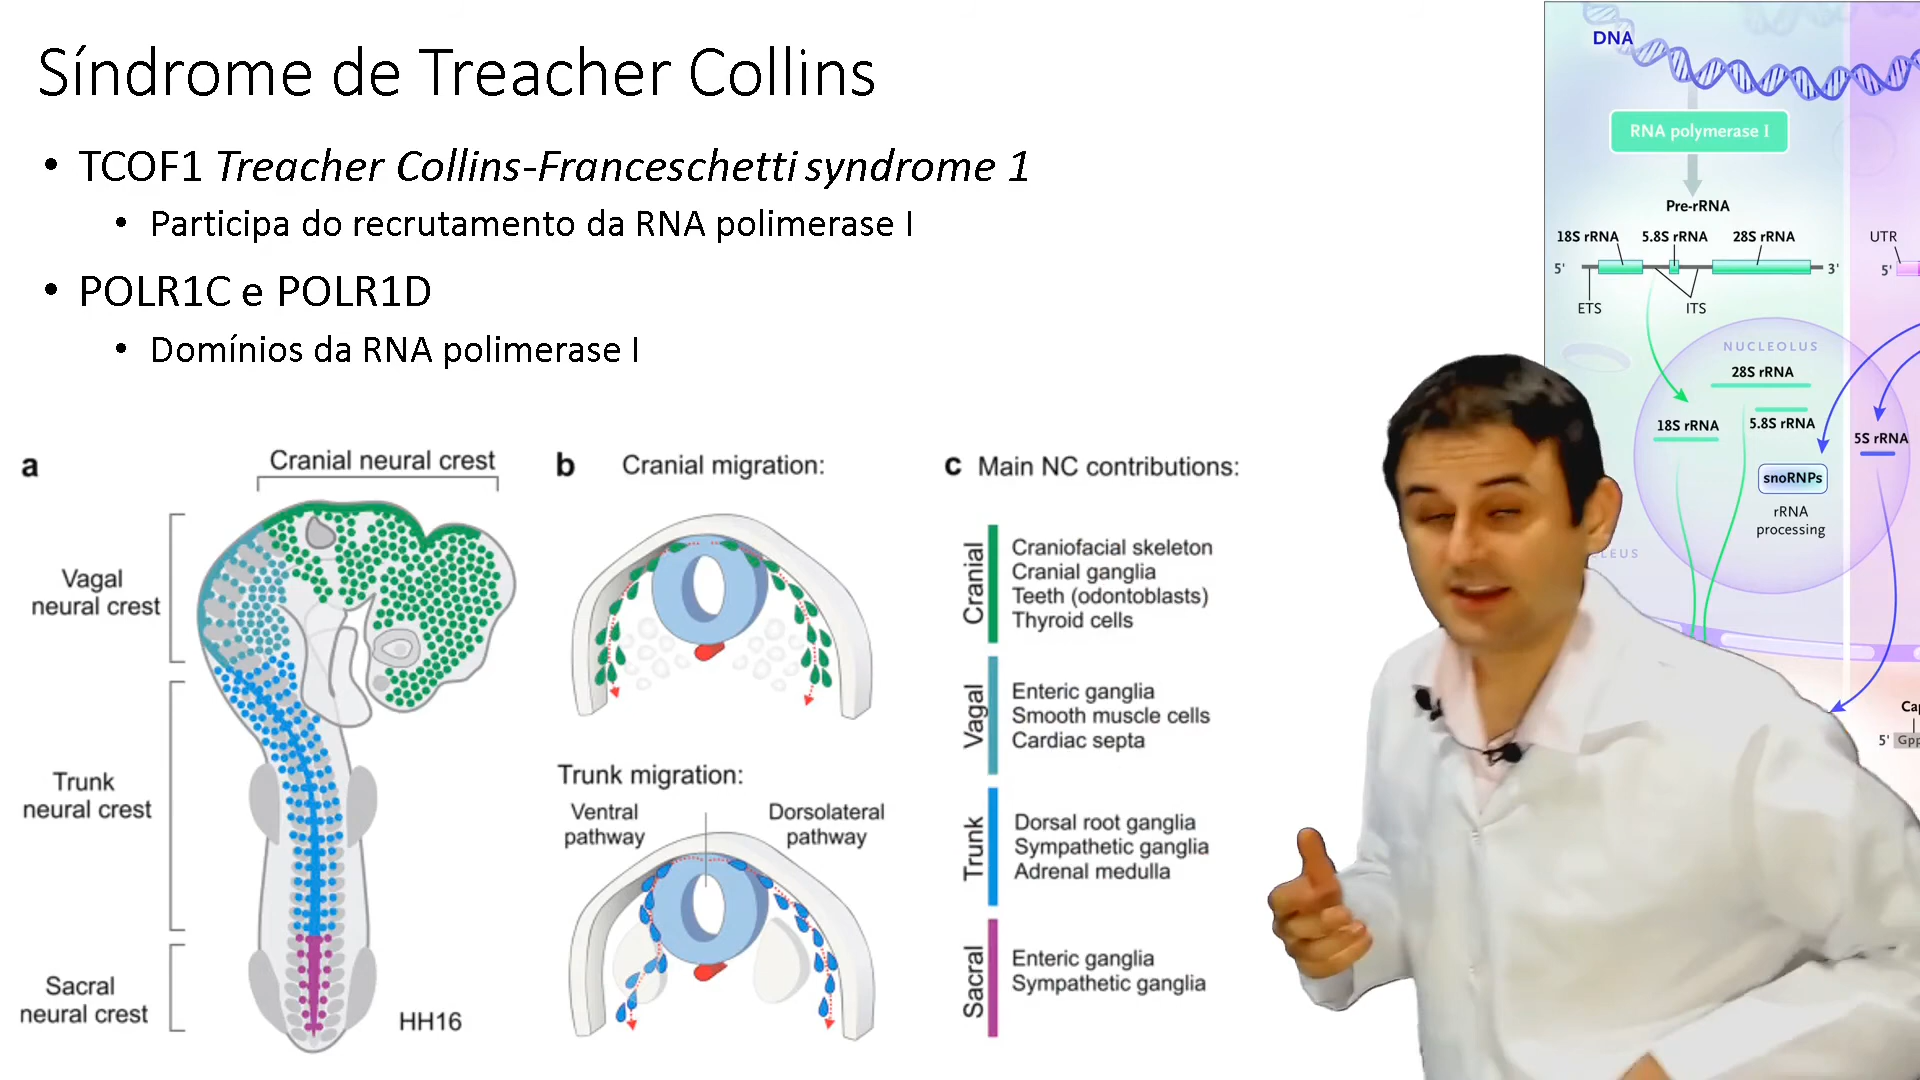 Síndrome de Treacher Collins
• TCOF1 Treacher Collins-Franceschetti syndrome 1
• Participa do recrutamento da RNA polimerase I
• POLR1C e POLR1D
• Domínios da RNA polimerase I
a
Cranial neural crest
Vagal
neural crest
Trunk
neural crest
Sacral
neural crest
HH16
b
Cranial migration:
Trunk migration:
Ventral
pathway
Dorsolateral
pathway
c Main NC contributions:
Cranial
Craniofacial skeleton
Cranial ganglia
Teeth (odontoblasts)
Thyroid cells
Vagal
Enteric ganglia
Smooth muscle cells
Cardiac septa
Trunk
Dorsal root ganglia
Sympathetic ganglia
Adrenal medulla
Sacral
Enteric ganglia
Sympathetic ganglia
DNA
RNA polymerase I
Pre-rRNA
18S rRNA 5.8S rRNA 28S rRNA
5' 3'
ETS ITS
UTR
5'
NUCLEOLUS
28S rRNA
18S rRNA
5.8S rRNA
5S rRNA
snoRNPs
rRNA
processing
5'